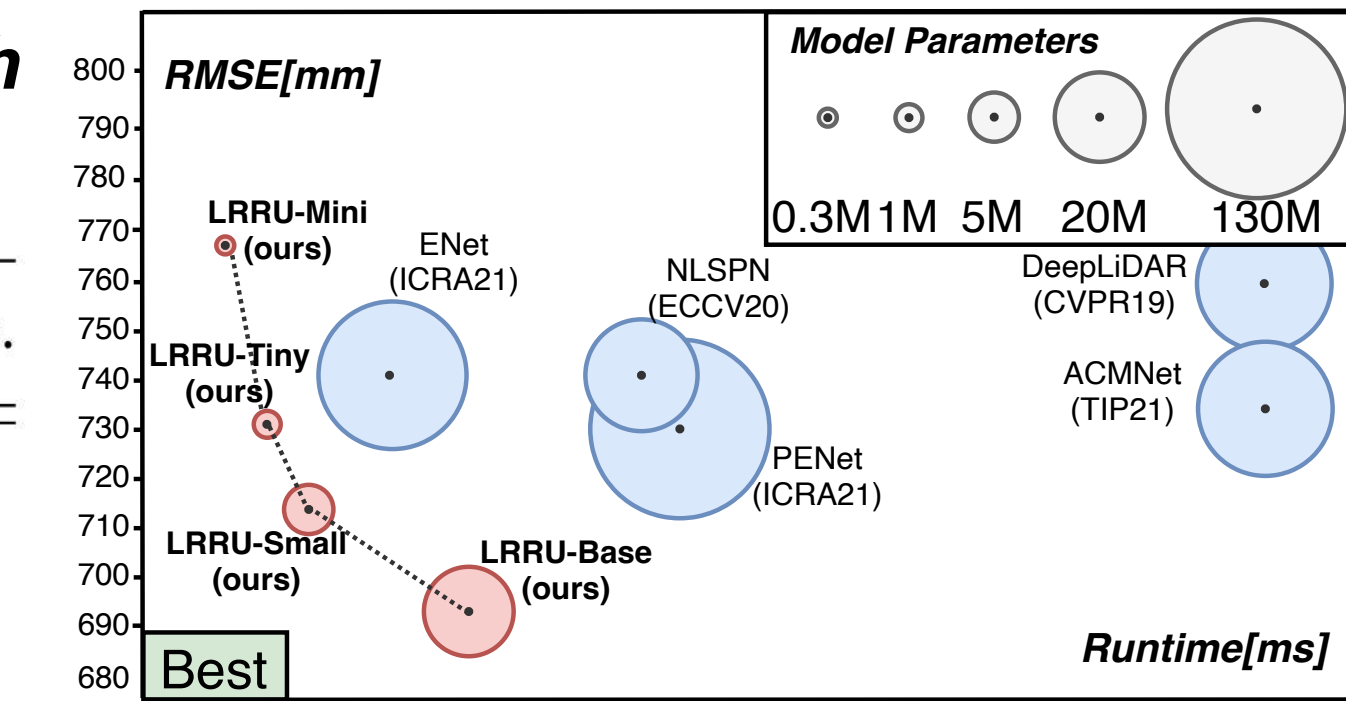 800
790
780
770
760
750
740
730
720
710
700
690
680
RMSE[mm]
Model Parameters
0.3M 1M 5M 20M 130M
LRRU-Mini
(ours)
ENet
(ICRA21)
NLSPN
(ECCV20)
DeepLiDAR
(CVPR19)
LRRU-Tiny
(ours)
ACMNet
(TIP21)
PENet
(ICRA21)
LRRU-Small
(ours)
LRRU-Base
(ours)
Best
Runtime[ms]